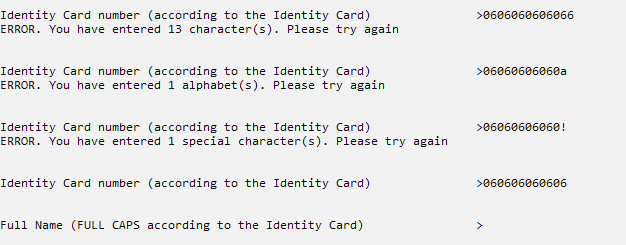 Identity Card number (according to the Identity Card) >0606060606066
ERROR. You have entered 13 character(s). Please try again
Identity Card number (according to the Identity Card) >06060606060a
ERROR. You have entered 1 alphabet(s). Please try again
Identity Card number (according to the Identity Card) >06060606060!
ERROR. You have entered 1 special character(s). Please try again
Identity Card number (according to the Identity Card) >060606060606
Full Name (FULL CAPS according to the Identity Card) >